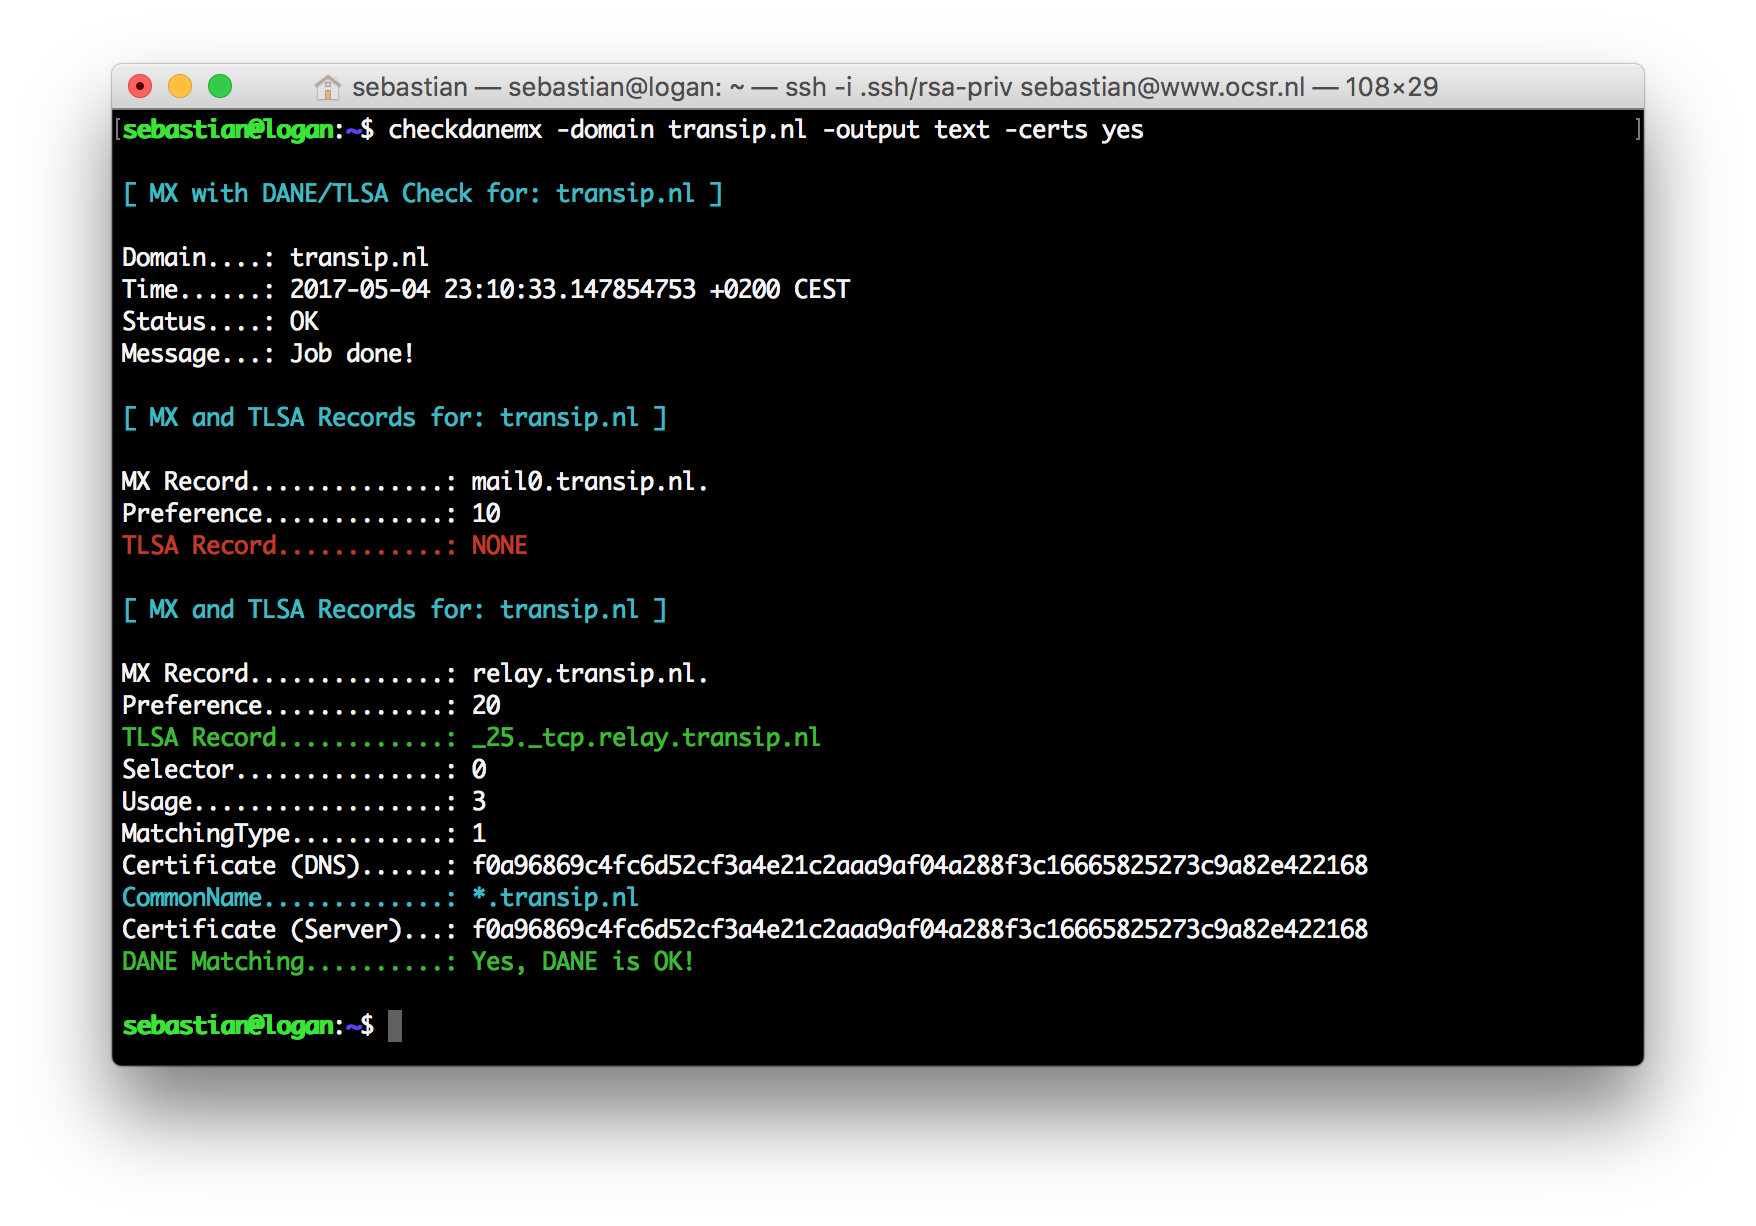 sebastian — sebastian@logan: ~ — ssh -i .ssh/rsa-priv sebastian@www.ocsr.nl — 108×29
[sebastian@logan:~$ checkdanemx -domain transip.nl -output text -certs yes ]
[ MX with DANE/TLSA Check for: transip.nl ]
Domain....: transip.nl
Time......: 2017-05-04 23:10:33.147854753 +0200 CEST
Status....: OK
Message...: Job done!
[ MX and TLSA Records for: transip.nl ]
MX Record..............: mail0.transip.nl.
Preference.............: 10
TLSA Record............: NONE
[ MX and TLSA Records for: transip.nl ]
MX Record..............: relay.transip.nl.
Preference.............: 20
TLSA Record............: _25._tcp.relay.transip.nl
Selector...............: 0
Usage..................: 3
MatchingType...........: 1
Certificate (DNS)......: f0a96869c4fc6d52cf3a4e21c2aaa9af04a288f3c16665825273c9a82e422168
CommonName.............: *.transip.nl
Certificate (Server)...: f0a96869c4fc6d52cf3a4e21c2aaa9af04a288f3c16665825273c9a82e422168
DANE Matching..........: Yes, DANE is OK!
sebastian@logan:~$